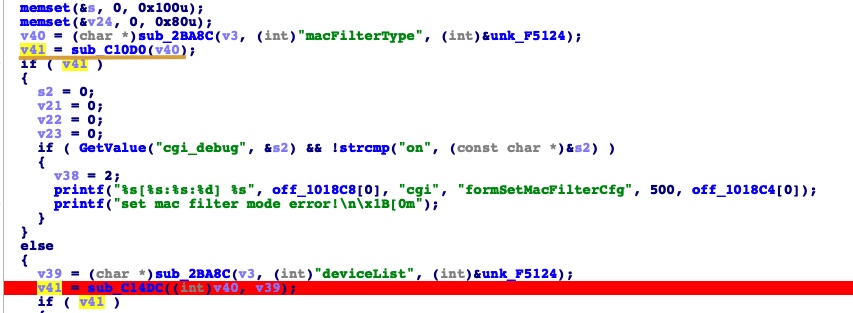 memset(&s, 0, 0x100u);
memset(&v24, 0, 0x80u);
v40 = (char *)sub_2BA8C(v3, (int)"macFilterType", (int)&unk_F5124);
v41 = sub_C10D0(v40);
if ( v41 )
{
s2 = 0;
v21 = 0;
v22 = 0;
v23 = 0;
if ( GetValue("cgi_debug", &s2) && !strcmp("on", (const char *)&s2) )
{
v38 = 2;
printf("%s[%s:%s:%d] %s", off_1018C8[0], "cgi", "formSetMacFilterCfg", 500, off_1018C4[0]);
printf("set mac filter mode error!\n\x1B[0m");
}
}
else
{
v39 = (char *)sub_2BA8C(v3, (int)"deviceList", (int)&unk_F5124);
v41 = sub_C14DC((int)v40, v39);
if ( v41 )